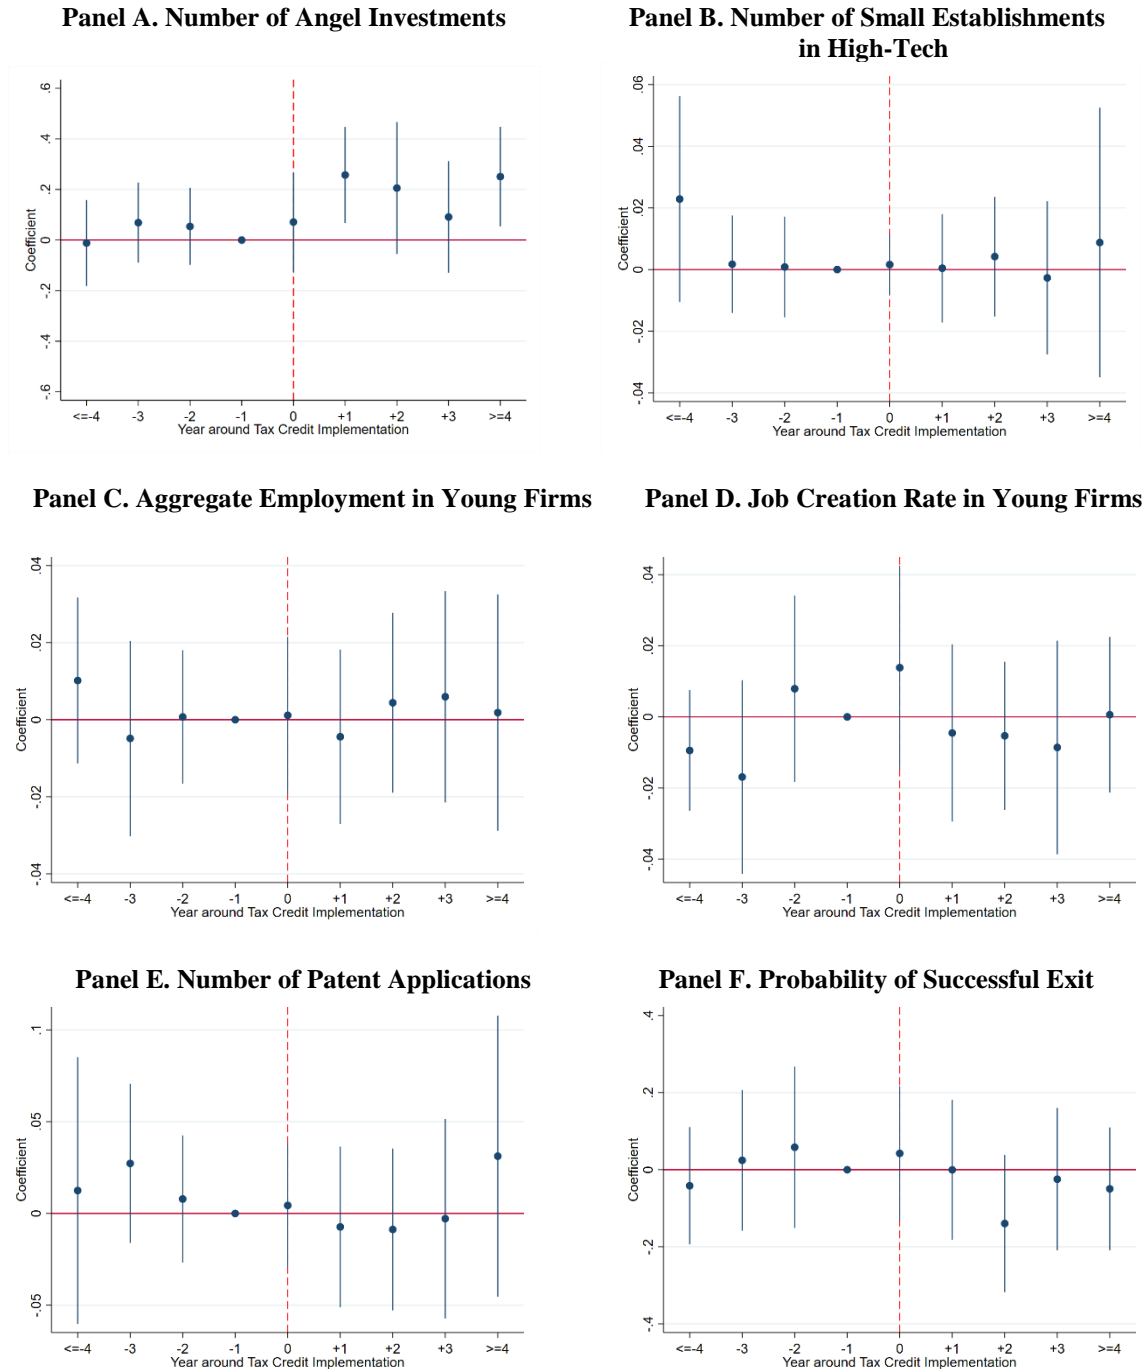 Panel A. Number of Angel Investments
Coefficient
.6
.4
.2
0
-.2
-.4
-.6
<=-4 -3 -2 -1 0 +1 +2 +3 >=4
Year around Tax Credit Implementation
Panel B. Number of Small Establishments
in High-Tech
Coefficient
.06
.04
.02
0
-.02
-.04
<=-4 -3 -2 -1 0 +1 +2 +3 >=4
Year around Tax Credit Implementation
Panel C. Aggregate Employment in Young Firms
Coefficient
.04
.02
0
-.02
-.04
<=-4 -3 -2 -1 0 +1 +2 +3 >=4
Year around Tax Credit Implementation
Panel D. Job Creation Rate in Young Firms
Coefficient
.04
.02
0
-.02
-.04
<=-4 -3 -2 -1 0 +1 +2 +3 >=4
Year around Tax Credit Implementation
Panel E. Number of Patent Applications
Coefficient
.1
.05
0
-.05
<=-4 -3 -2 -1 0 +1 +2 +3 >=4
Year around Tax Credit Implementation
Panel F. Probability of Successful Exit
Coefficient
.4
.2
0
-.2
-.4
<=-4 -3 -2 -1 0 +1 +2 +3 >=4
Year around Tax Credit Implementation